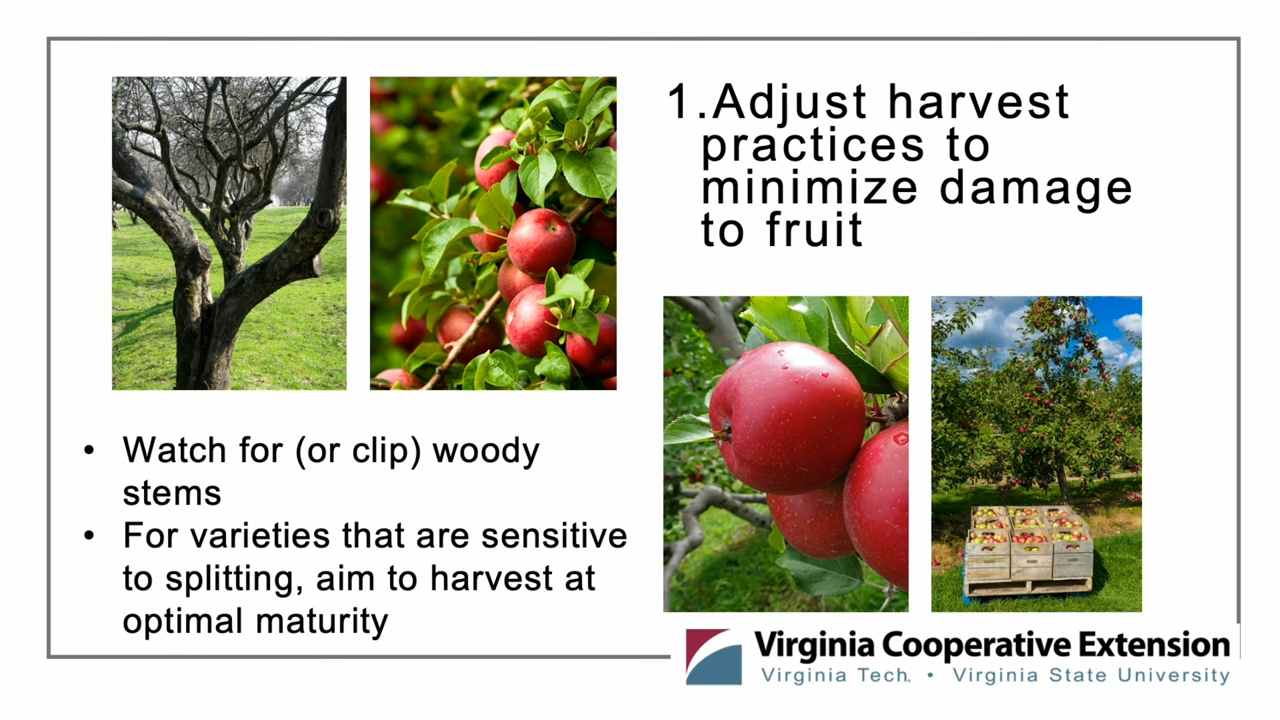 1.Adjust harvest
practices to
minimize damage
to fruit
• Watch for (or clip) woody
stems
• For varieties that are sensitive
to splitting, aim to harvest at
optimal maturity
Virginia Cooperative Extension
Virginia Tech. • Virginia State University